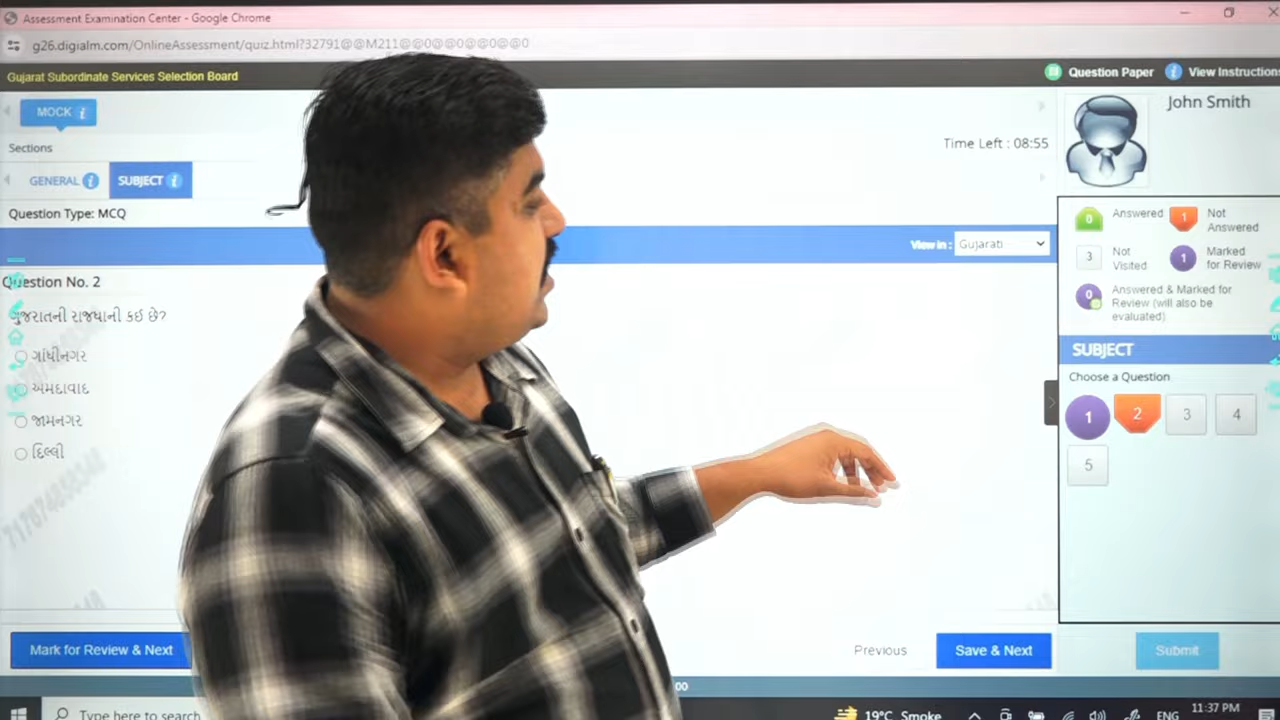 Assessment Examination Center - Google Chrome
g26.digialm.com/OnlineAssessment/quiz.html?32791@@M211@@0@@0@@0@@0
Gujarat Subordinate Services Selection Board
Question Paper
View Instructions
MOCK i
John Smith
Sections
Time Left : 08:55
GENERAL i
SUBJECT i
Question Type: MCQ
View in : Gujarati
0 Answered
1 Not Answered
3 Not Visited
1 Marked for Review
0 Answered & Marked for Review (will also be evaluated)
Question No. 2
ગુજરાતની રાજધાની કઈ છે?
ગાંધીનગર
અમદાવાદ
જામનગર
દિલ્લી
SUBJECT
Choose a Question
1 2 3 4
5
Mark for Review & Next
Previous
Save & Next
Submit
00
Type here to search
19°C Smoke
ENG
11:37 PM